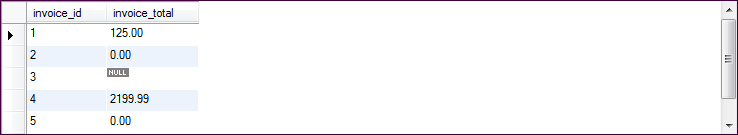 invoice_id invoice_total
1 125.00
2 0.00
3 NULL
4 2199.99
5 0.00